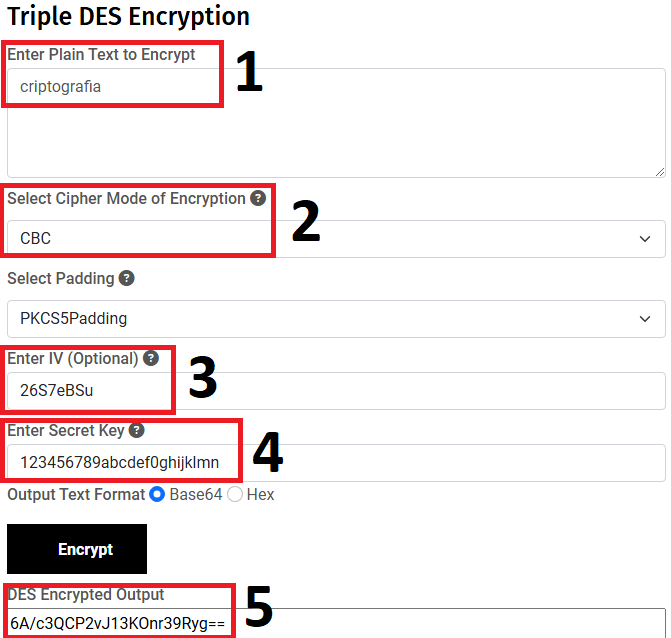 Triple DES Encryption
Enter Plain Text to Encrypt
1
criptografia
Select Cipher Mode of Encryption ?
2
CBC
Select Padding ?
PKCS5Padding
Enter IV (Optional) ?
3
26S7eBSu
Enter Secret Key ?
4
123456789abcdef0ghijklmn
Output Text Format Base64 Hex
Encrypt
DES Encrypted Output
5
6A/c3QCP2vJ13KOnr39Ryg==